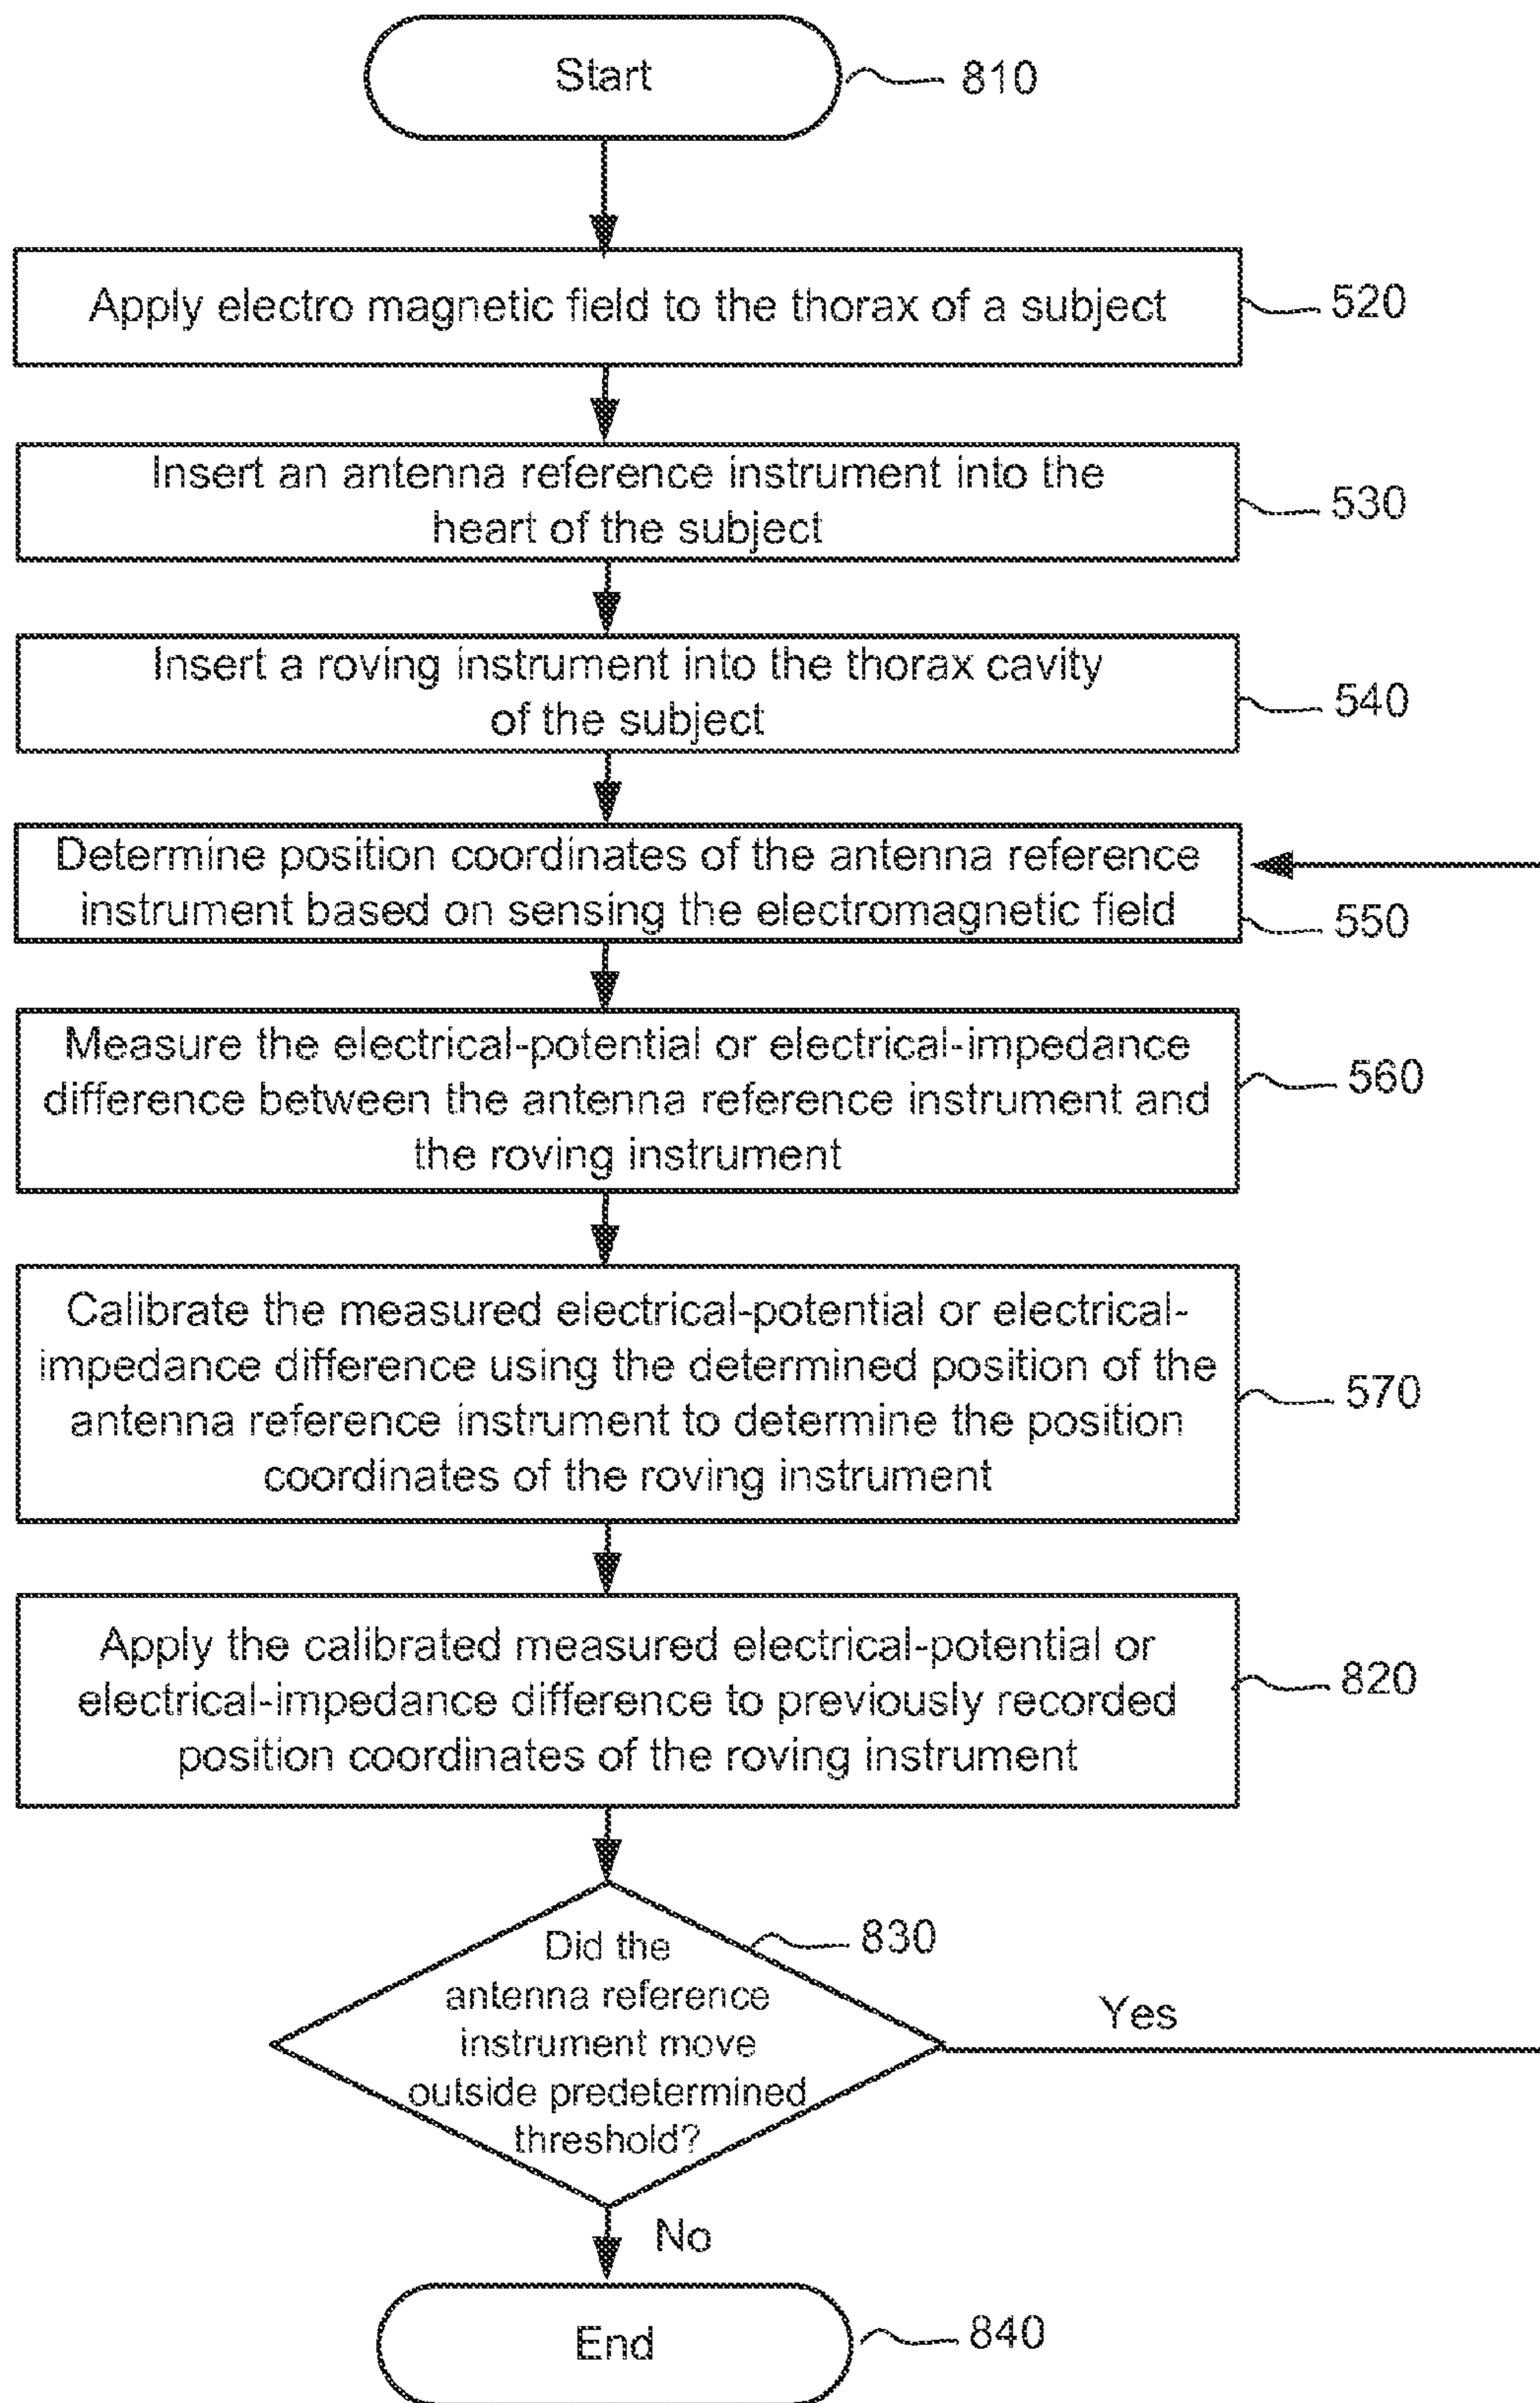 Start
810
Apply electro magnetic field to the thorax of a subject
520
Insert an antenna reference instrument into the
heart of the subject
530
Insert a roving instrument into the thorax cavity
of the subject
540
Determine position coordinates of the antenna reference
instrument based on sensing the electromagnetic field
550
Measure the electrical-potential or electrical-impedance
difference between the antenna reference instrument and
the roving instrument
560
Calibrate the measured electrical-potential or electrical-
impedance difference using the determined position of the
antenna reference instrument to determine the position
coordinates of the roving instrument
570
Apply the calibrated measured electrical-potential or
electrical-impedance difference to previously recorded
position coordinates of the roving instrument
820
Did the
antenna reference
instrument move
outside predetermined
threshold?
830
Yes
No
End
840